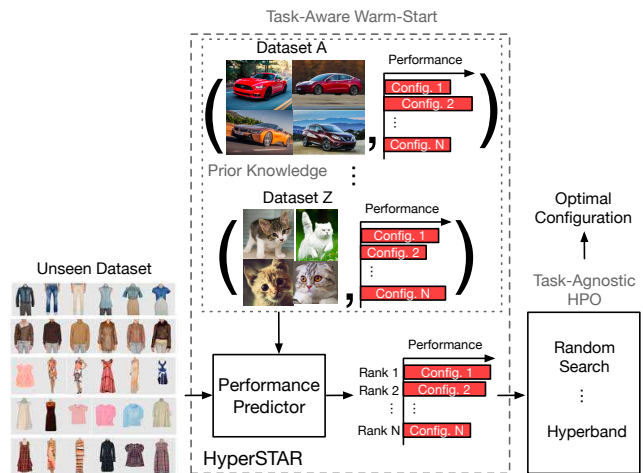 Task-Aware Warm-Start
Dataset A
Performance
Config. 1
Config. 2
...
Config. N
(
,
)
Prior Knowledge
...
Dataset Z
Performance
Config. 1
Config. 2
...
Config. N
(
,
)
Unseen Dataset
Performance
Predictor
Performance
Rank 1
Config. 1
Rank 2
Config. 2
...
...
Rank N
Config. N
HyperSTAR
Optimal
Configuration
Task-Agnostic
HPO
Random
Search
...
Hyperband